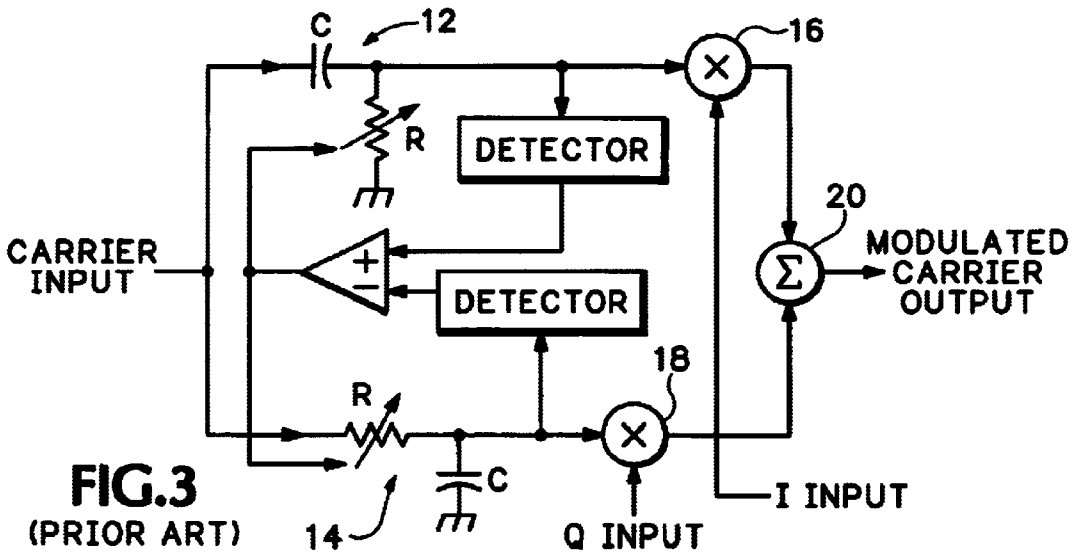 C
12
16
R
DETECTOR
20
CARRIER
INPUT
+
−
DETECTOR
Σ
MODULATED
CARRIER
OUTPUT
×
R
18
×
C
FIG.3
(PRIOR ART)
14
Q INPUT
I INPUT